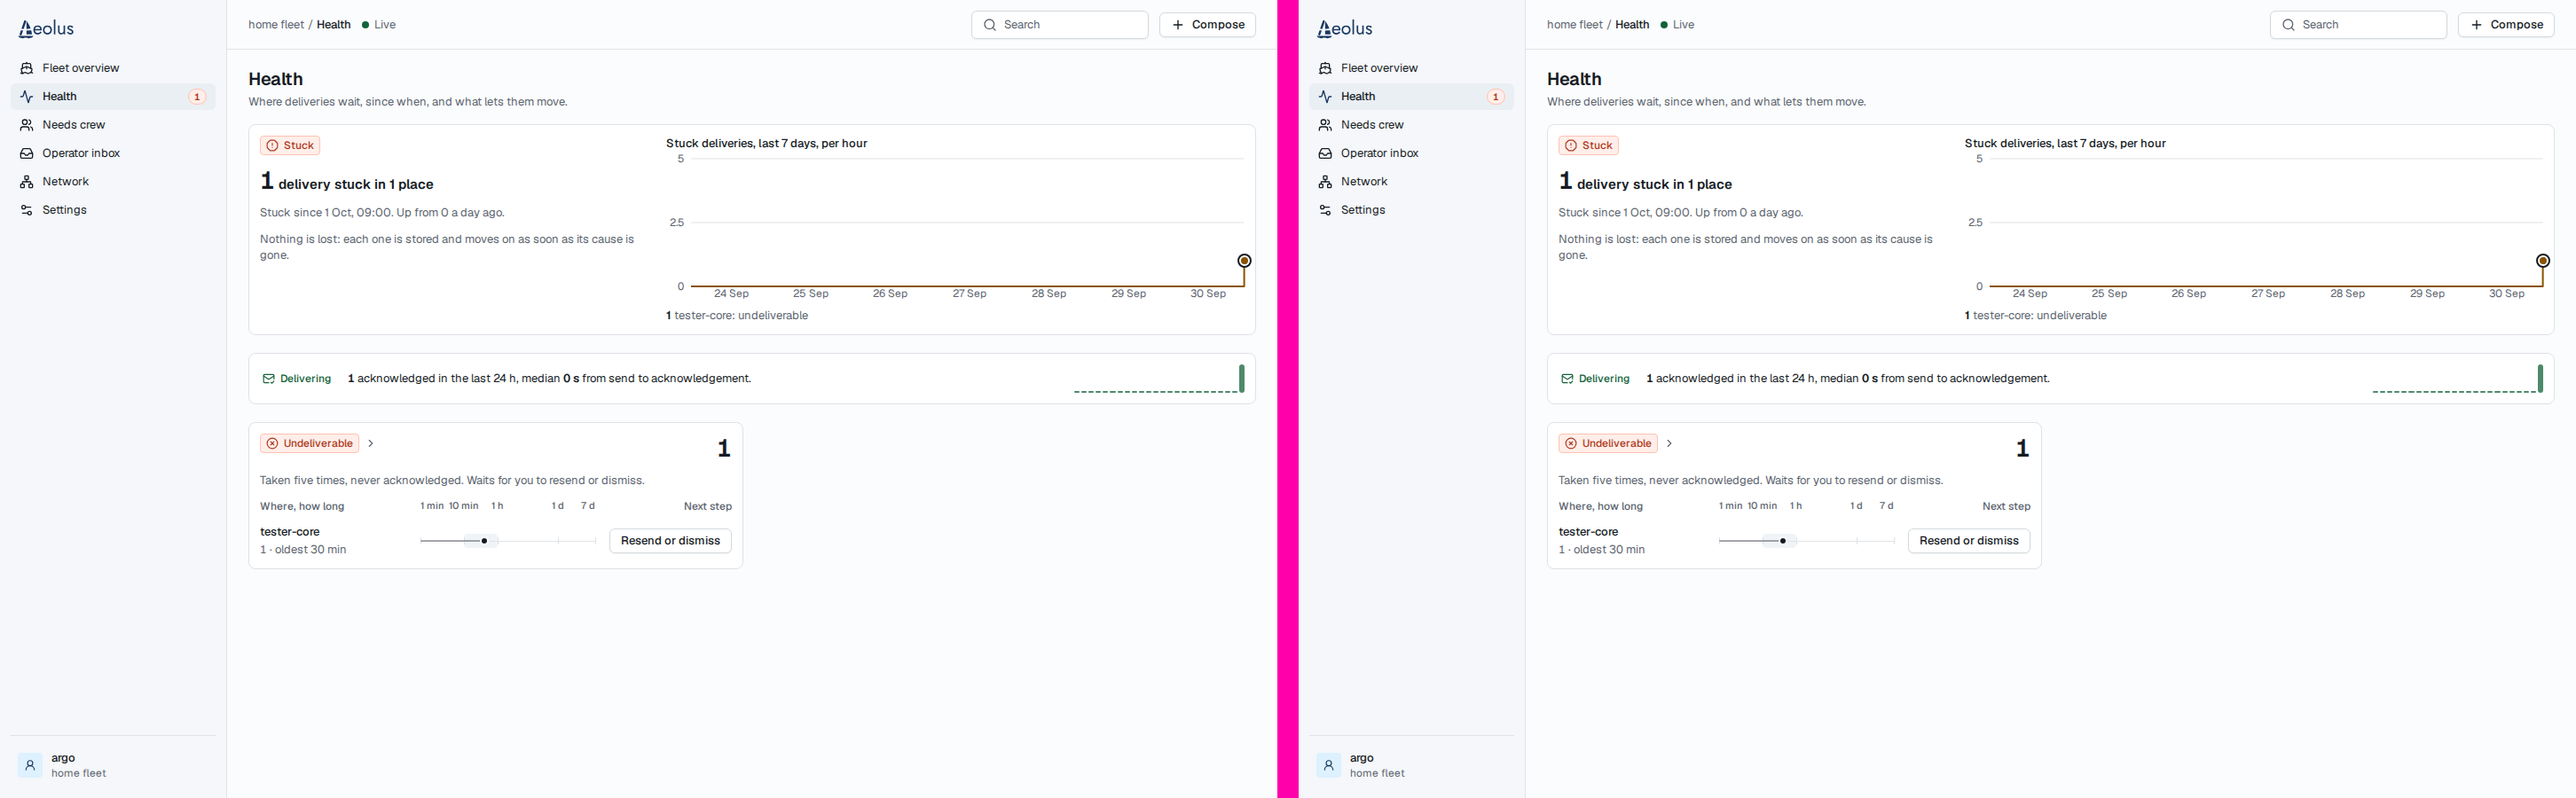 Aeolus
home fleet / Health Live
Search
Compose
Fleet overview
Health 1
Needs crew
Operator inbox
Network
Settings
Health
Where deliveries wait, since when, and what lets them move.
Stuck
1 delivery stuck in 1 place
Stuck since 1 Oct, 09:00. Up from 0 a day ago.
Nothing is lost: each one is stored and moves on as soon as its cause is
gone.
Stuck deliveries, last 7 days, per hour
5
2.5
0
24 Sep 25 Sep 26 Sep 27 Sep 28 Sep 29 Sep 30 Sep
1 tester-core: undeliverable
Delivering 1 acknowledged in the last 24 h, median 0 s from send to acknowledgement.
Undeliverable 1
Taken five times, never acknowledged. Waits for you to resend or dismiss.
Where, how long 1 min 10 min 1 h 1 d 7 d Next step
tester-core
1 · oldest 30 min
Resend or dismiss
argo
home fleet
Aeolus
home fleet / Health Live
Search
Compose
Fleet overview
Health 1
Needs crew
Operator inbox
Network
Settings
Health
Where deliveries wait, since when, and what lets them move.
Stuck
1 delivery stuck in 1 place
Stuck since 1 Oct, 09:00. Up from 0 a day ago.
Nothing is lost: each one is stored and moves on as soon as its cause is
gone.
Stuck deliveries, last 7 days, per hour
5
2.5
0
24 Sep 25 Sep 26 Sep 27 Sep 28 Sep 29 Sep 30 Sep
1 tester-core: undeliverable
Delivering 1 acknowledged in the last 24 h, median 0 s from send to acknowledgement.
Undeliverable 1
Taken five times, never acknowledged. Waits for you to resend or dismiss.
Where, how long 1 min 10 min 1 h 1 d 7 d Next step
tester-core
1 · oldest 30 min
Resend or dismiss
argo
home fleet